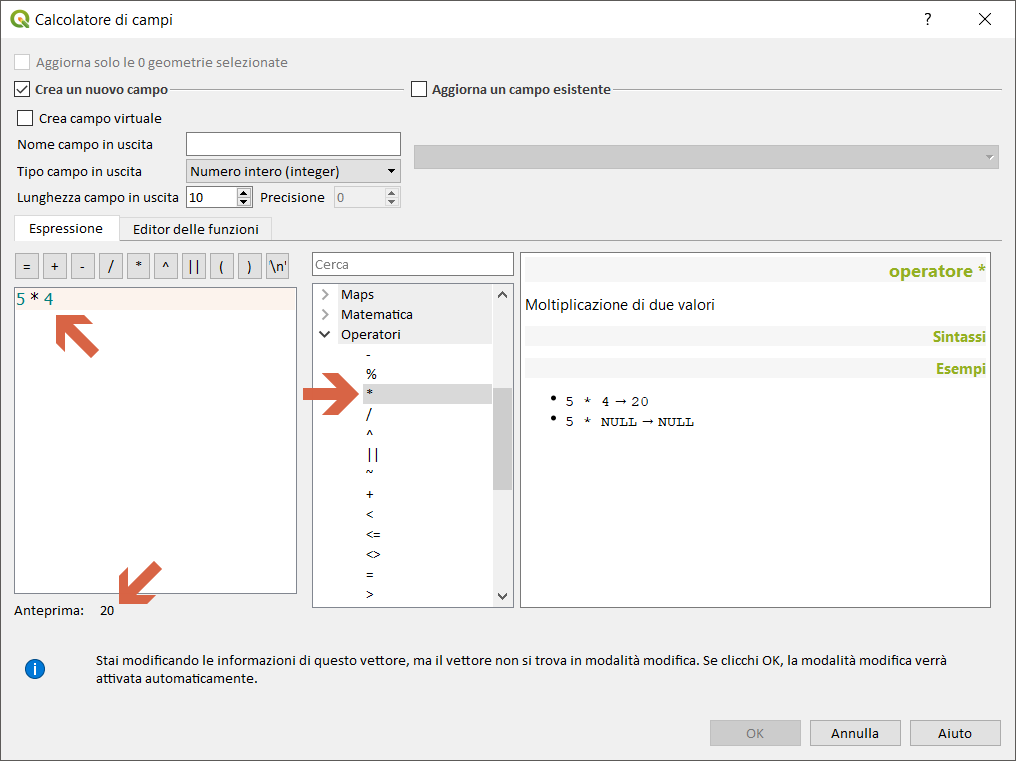 Calcolatore di campi
?
Aggiorna solo le 0 geometrie selezionate
Crea un nuovo campo
Aggiorna un campo esistente
Crea campo virtuale
Nome campo in uscita
Tipo campo in uscita Numero intero (integer)
Lunghezza campo in uscita 10 Precisione 0
Espressione Editor delle funzioni
= + - / * ^ || ( ) \n'
5 * 4
Anteprima: 20
Cerca
Maps
Matematica
Operatori
-
%
*
/
^
||
~
+
<
<=
<>
=
>
operatore *
Moltiplicazione di due valori
Sintassi
Esempi
• 5 * 4 → 20
• 5 * NULL → NULL
Stai modificando le informazioni di questo vettore, ma il vettore non si trova in modalità modifica. Se clicchi OK, la modalità modifica verrà
attivata automaticamente.
OK Annulla Aiuto